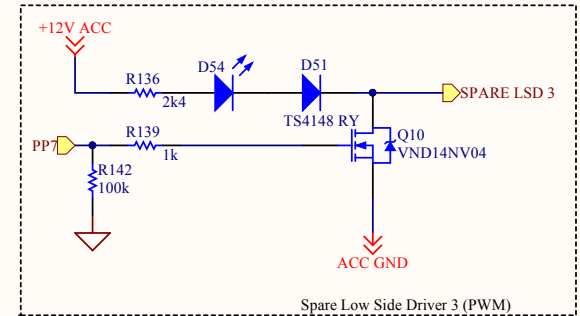 +12V ACC
R136
2k4
D54
D51
TS4148 RY
SPARE LSD 3
PP7
R139
1k
Q10
VND14NV04
R142
100k
ACC GND
Spare Low Side Driver 3 (PWM)